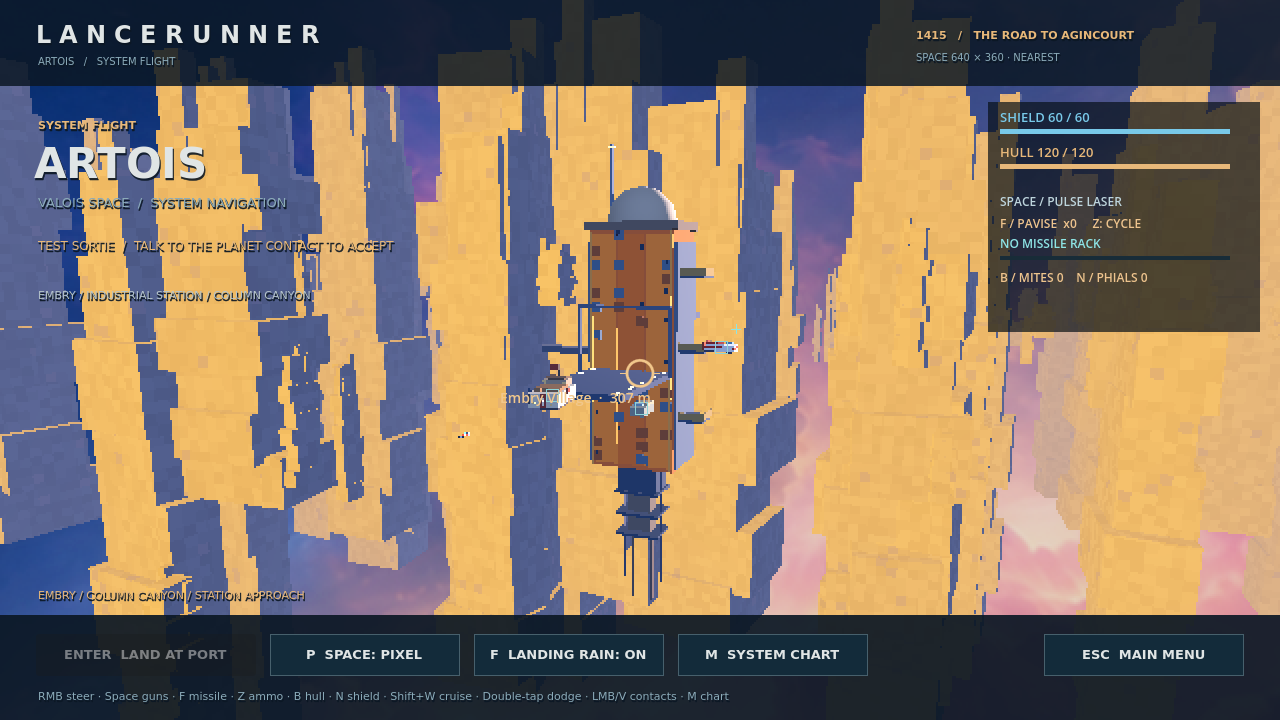 LANCERUNNER
ARTOIS / SYSTEM FLIGHT
1415 / THE ROAD TO AGINCOURT
SPACE 640 × 360 · NEAREST
SYSTEM FLIGHT
ARTOIS
VALOIS SPACE / SYSTEM NAVIGATION
TEST SORTIE / TALK TO THE PLANET CONTACT TO ACCEPT
EMBRY / INDUSTRIAL STATION / COLUMN CANYON
SHIELD 60 / 60
HULL 120 / 120
SPACE / PULSE LASER
F / PAVISE x0 Z: CYCLE
NO MISSILE RACK
B / MITES 0 N / PHIALS 0
Embry Village · 307 m
EMBRY / COLUMN CANYON / STATION APPROACH
ENTER LAND AT PORT
P SPACE: PIXEL
F LANDING RAIN: ON
M SYSTEM CHART
ESC MAIN MENU
RMB steer · Space guns · F missile · Z ammo · B hull · N shield · Shift+W cruise · Double-tap dodge · LMB/V contacts · M chart